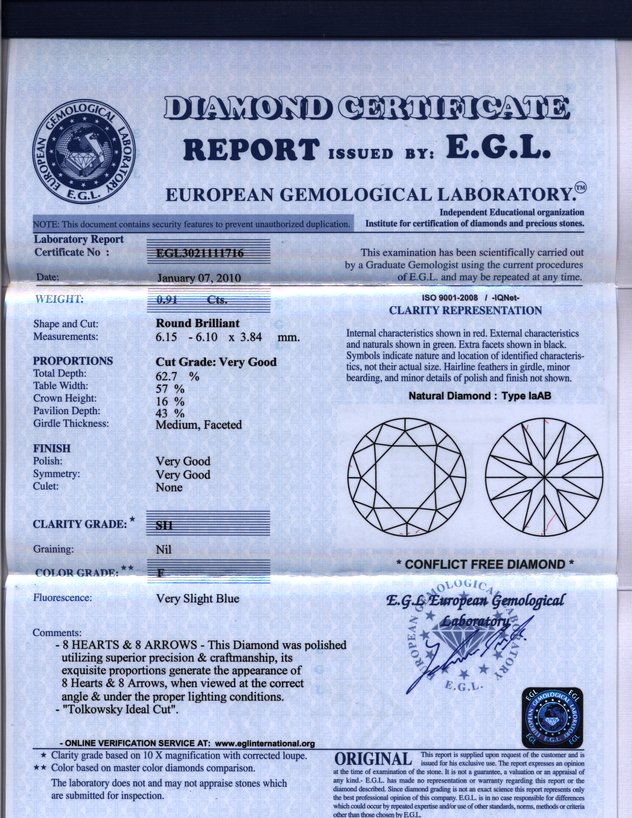 DIAMOND CERTIFICATE
REPORT ISSUED BY: E.G.L.
EUROPEAN GEMOLOGICAL LABORATORY.™
EUROPEAN GEMOLOGICAL LABORATORY
E.G.L.
Independent Educational organization
Institute for certification of diamonds and precious stones.
NOTE: This document contains security features to prevent unauthorized duplication.
Laboratory Report
Certificate No : EGL3021111716
Date: January 07, 2010
WEIGHT: 0.91 Cts.
Shape and Cut: Round Brilliant
Measurements: 6.15 - 6.10 x 3.84 mm.
PROPORTIONS Cut Grade: Very Good
Total Depth: 62.7 %
Table Width: 57 %
Crown Height: 16 %
Pavilion Depth: 43 %
Girdle Thickness: Medium, Faceted
FINISH
Polish: Very Good
Symmetry: Very Good
Culet: None
CLARITY GRADE: * SI1
Graining: Nil
COLOR GRADE: ** F
Fluorescence: Very Slight Blue
Comments:
- 8 HEARTS & 8 ARROWS - This Diamond was polished
utilizing superior precision & craftmanship, its
exquisite proportions generate the appearance of
8 Hearts & 8 Arrows, when viewed at the correct
angle & under the proper lighting conditions.
- "Tolkowsky Ideal Cut".
- ONLINE VERIFICATION SERVICE AT: www.eglinternational.org
* Clarity grade based on 10 X magnification with corrected loupe.
** Color based on master color diamonds comparison.
The laboratory does not and may not appraise stones which
are submitted for inspection.
This examination has been scientifically carried out
by a Graduate Gemologist using the current procedures
of E.G.L. and may be repeated at any time.
ISO 9001-2008 / -IQNet-
CLARITY REPRESENTATION
Internal characteristics shown in red. External characteristics
and naturals shown in green. Extra facets shown in black.
Symbols indicate nature and location of identified characteris-
tics, not their actual size. Hairline feathers in girdle, minor
bearding, and minor details of polish and finish not shown.
Natural Diamond : Type IaAB
* CONFLICT FREE DIAMOND *
E.G.L European Gemological
Laboratory
E.G.L.
ORIGINAL This report is supplied upon request of the customer and is
issued for his exclusive use. The report expresses an opinion
at the time of examination of the stone. It is not a guarantee, a valuation or an appraisal of
any kind.- E.G.L. has made no representation or warranty regarding this report or the
diamond described. Since diamond grading is not an exact science this report represents only
the best professional opinion of this company. E.G.L. is in no case responsible for differences
which could occur by repeated expertise and/or use of other standards, norms, methods or criteria
other than those chosen by E.G.L.